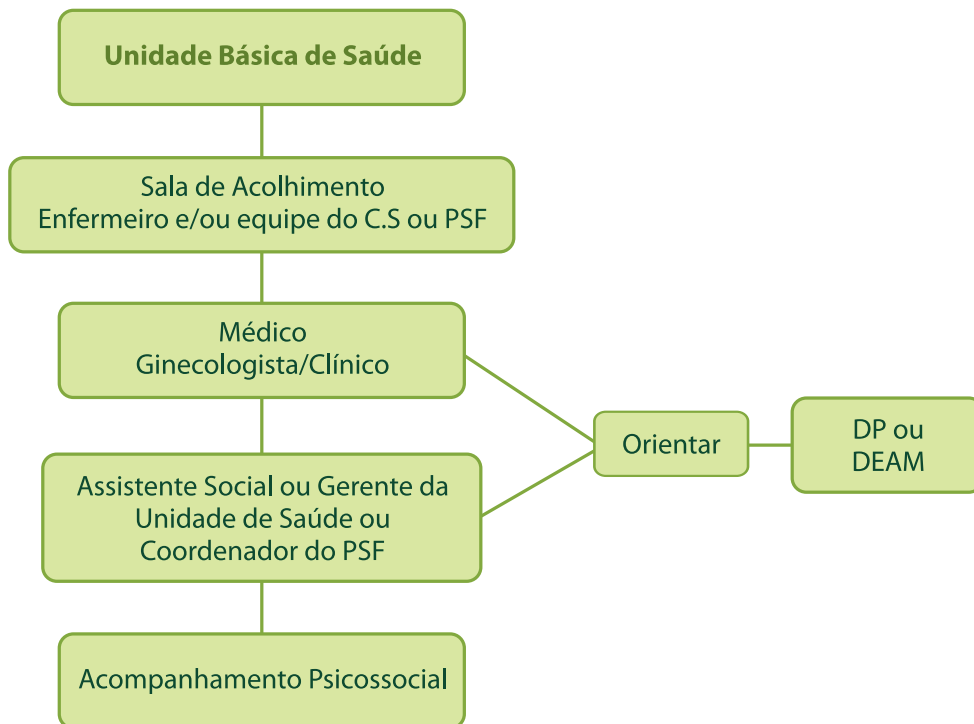 Unidade Básica de Saúde
Sala de Acolhimento
Enfermeiro e/ou equipe do C.S ou PSF
Médico
Ginecologista/Clínico
Orientar
DP ou
DEAM
Assistente Social ou Gerente da
Unidade de Saúde ou
Coordenador do PSF
Acompanhamento Psicossocial